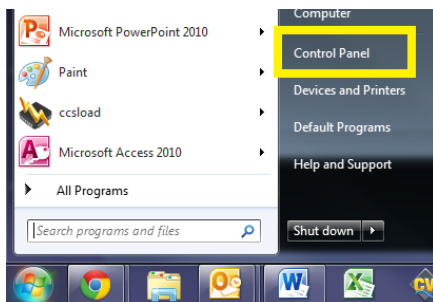 Microsoft PowerPoint 2010
Paint
ccsload
Microsoft Access 2010
All Programs
Search programs and files
Computer
Control Panel
Devices and Printers
Default Programs
Help and Support
Shut down